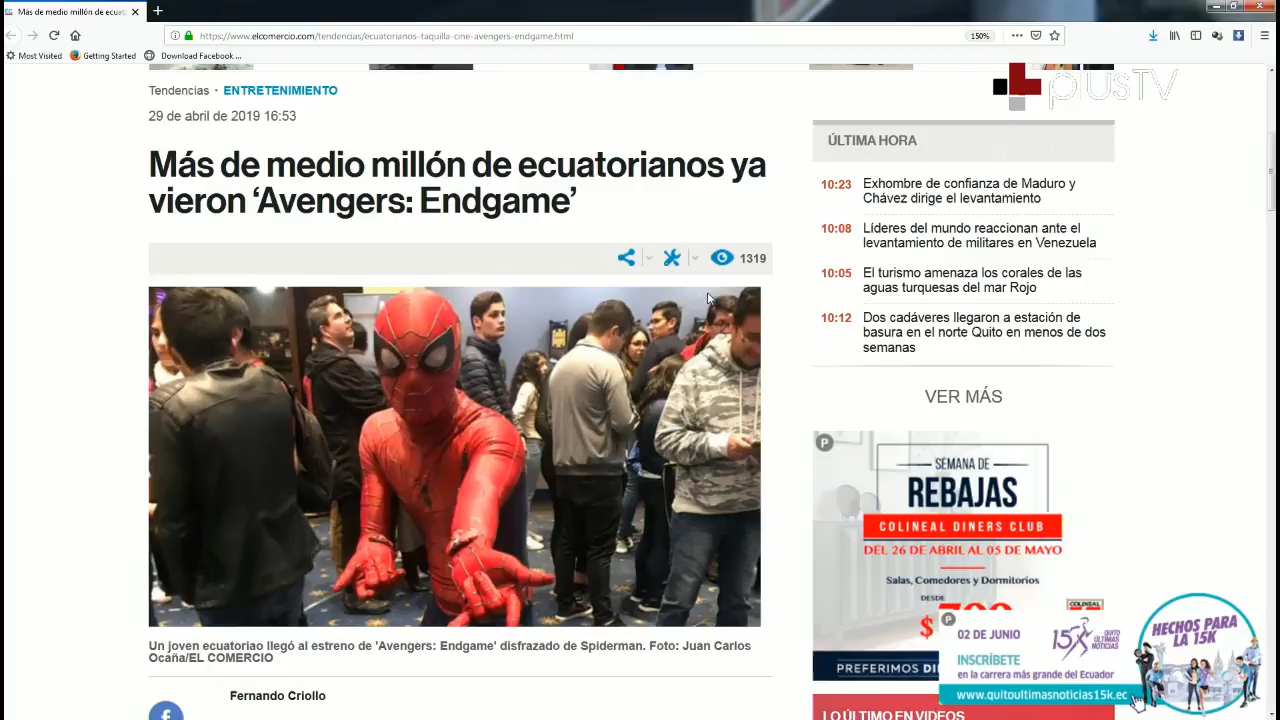 Más de medio millón de ecuat
https://www.elcomercio.com/tendencias/ecuatorianos-taquilla-cine-avengers-endgame.html
150%
Most Visited
Getting Started
Download Facebook ...
plusTV
Tendencias · ENTRETENIMIENTO
29 de abril de 2019 16:53
Más de medio millón de ecuatorianos ya
vieron ‘Avengers: Endgame’
1319
Un joven ecuatoriao llegó al estreno de 'Avengers: Endgame' disfrazado de Spiderman. Foto: Juan Carlos
Ocaña/EL COMERCIO
Fernando Criollo
ÚLTIMA HORA
10:23 Exhombre de confianza de Maduro y
Chávez dirige el levantamiento
10:08 Líderes del mundo reaccionan ante el
levantamiento de militares en Venezuela
10:05 El turismo amenaza los corales de las
aguas turquesas del mar Rojo
10:12 Dos cadáveres llegaron a estación de
basura en el norte Quito en menos de dos
semanas
VER MÁS
P
SEMANA DE
REBAJAS
COLINEAL DINERS CLUB
DEL 26 DE ABRIL AL 05 DE MAYO
Salas, Comedores y Dormitorios
DESDE
$
COLINEAL
PREFERIMOS
P
02 DE JUNIO
15K QUITO ÚLTIMAS NOTICIAS
INSCRÍBETE
en la carrera más grande del Ecuador
www.quitoultimasnoticias15k.ec
HECHOS PARA
LA 15K
LO ÚLTIMO EN VIDEOS